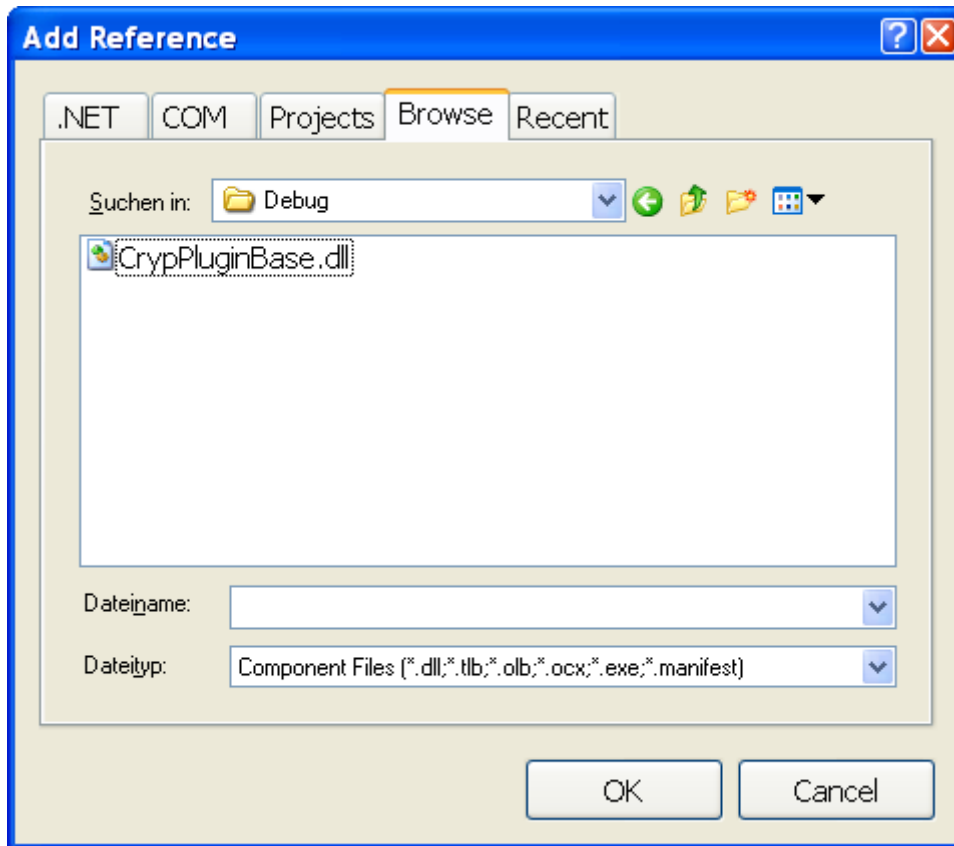 Add Reference
.NET COM Projects Browse Recent
Suchen in: Debug
CrypPluginBase.dll
Dateiname:
Dateityp: Component Files (*.dll;*.tlb;*.olb;*.ocx;*.exe;*.manifest)
OK Cancel